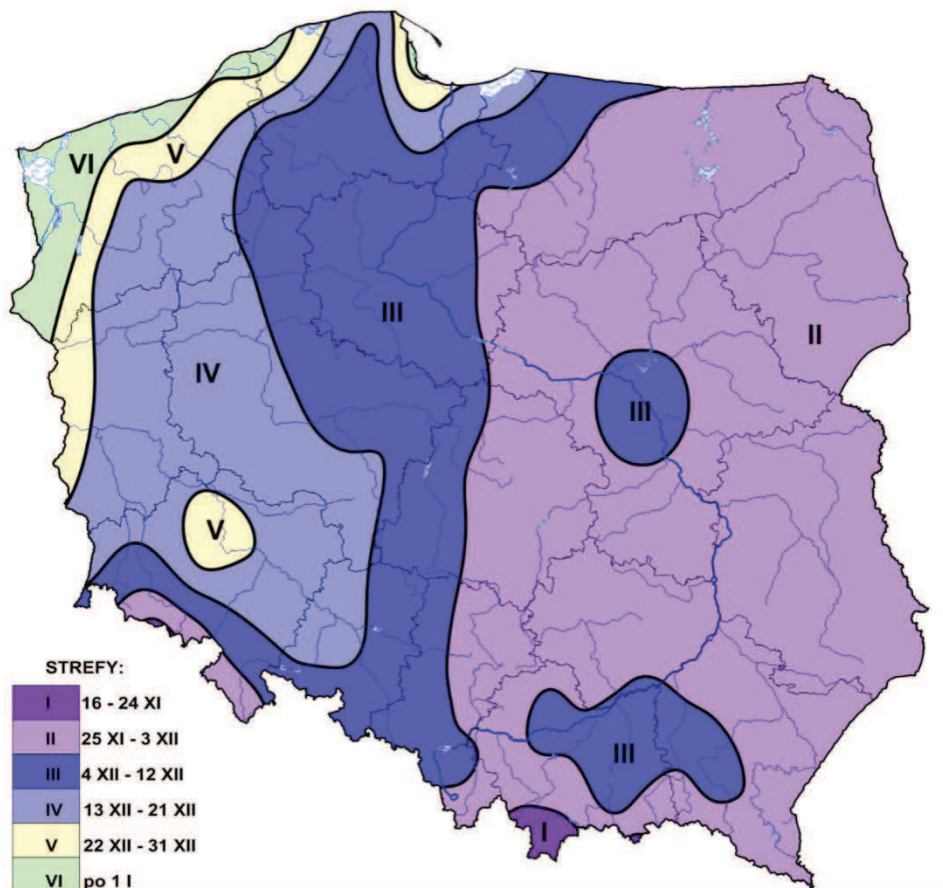 VI
V
III
II
IV
III
V
III
I
STREFY:
I 16 - 24 XI
II 25 XI - 3 XII
III 4 XII - 12 XII
IV 13 XII - 21 XII
V 22 XII - 31 XII
VI po 1 I